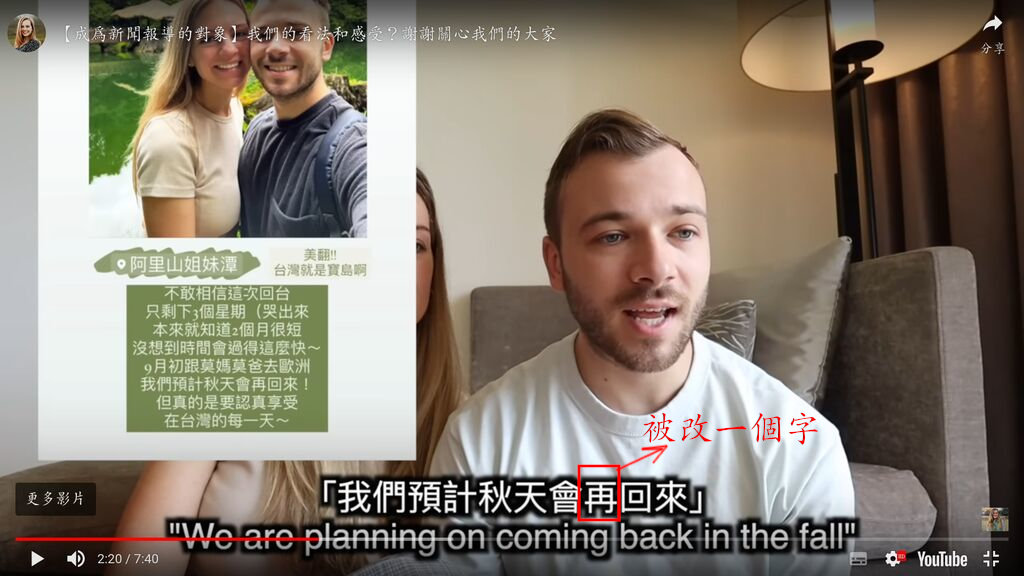 【成為新聞報導的對象】我們的看法和感受？謝謝關心我們的大家
分享
阿里山姐妹潭
美翻!!
台灣就是寶島啊
不敢相信這次回台
只剩下3個星期（哭出來
本來就知道2個月很短
沒想到時間會過得這麼快～
9月初跟莫媽莫爸去歐洲
我們預計秋天會再回來！
但真的是要認真享受
在台灣的每一天～
被改一個字
更多影片
「我們預計秋天會再回來」
"We are planning on coming back in the fall"
2:20 / 7:40
HD
YouTube